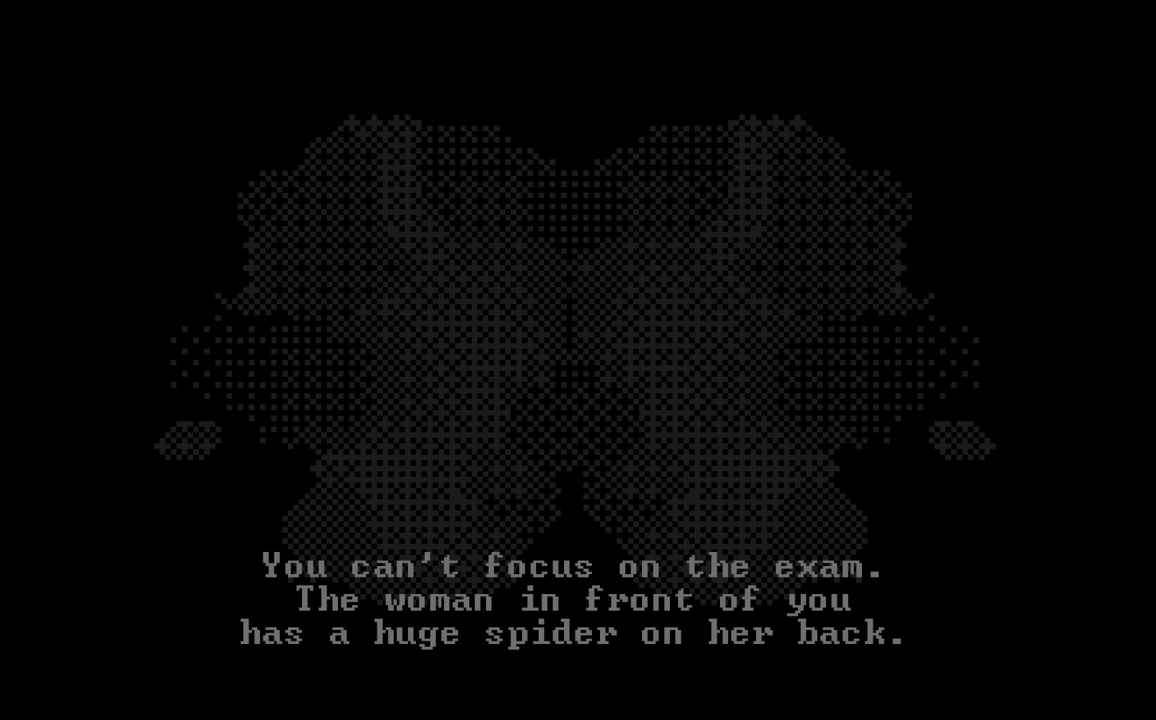 You can't focus on the exam.
The woman in front of you
has a huge spider on her back.